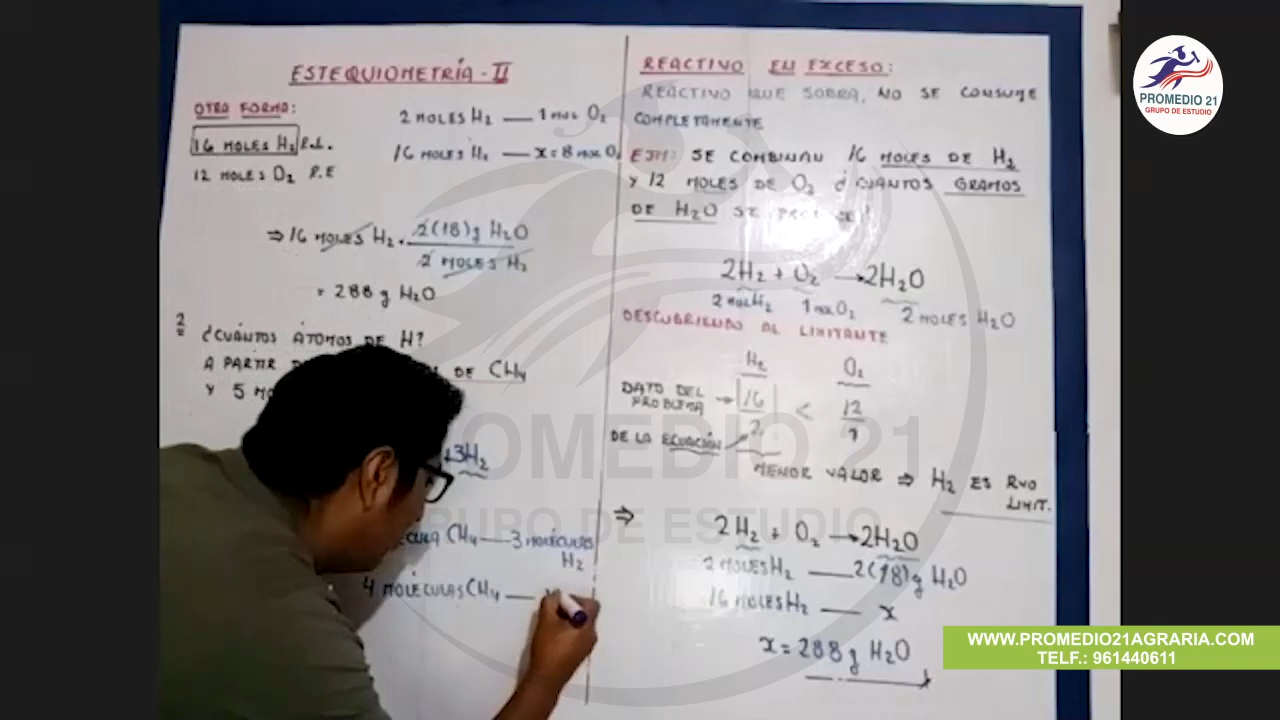 ESTEQUIOMETRÍA - II
OTRA FORMA:
16 MOLES H₂ R.L.
12 MOLES O₂ R.E
2 MOLES H₂ — 1 MOL O₂
16 MOLES H₂ — X = 8 MOL O₂
⇒ 16 MOLES H₂ . 2(18)g H₂O
2 MOLES H₂
= 288 g H₂O
2 ¿CUÁNTOS ÁTOMOS DE H?
A PARTIR DE CH₄
Y 5
+3H₂
CH₄ — 3 MOLÉCULAS
H₂
4 MOLÉCULAS CH₄ —
REACTIVO EN EXCESO:
REACTIVO QUE SOBRA, NO SE CONSUME
COMPLETAMENTE
EJM: SE COMBINAN 16 MOLES DE H₂
Y 12 MOLES DE O₂ ¿ CUANTOS GRAMOS
DE H₂O SE
2H₂ + O₂ → 2H₂O
2 MOL H₂ 1 MOL O₂ 2 MOLES H₂O
DESCUBRIENDO AL LIMITANTE
H₂ O₂
DATO DEL
PROBLEMA → 16 < 12
DE LA ECUACIÓN 2 1
MENOR VALOR ⇒ H₂ ES RVO
LIMIT.
⇒ 2H₂ + O₂ → 2H₂O
2 MOLES H₂ — 2(18)g H₂O
16 MOLES H₂ — X
X = 288 g H₂O
PROMEDIO 21
GRUPO DE ESTUDIO
PROMEDIO 21
GRUPO DE ESTUDIO
WWW.PROMEDIO21AGRARIA.COM
TELF.: 961440611